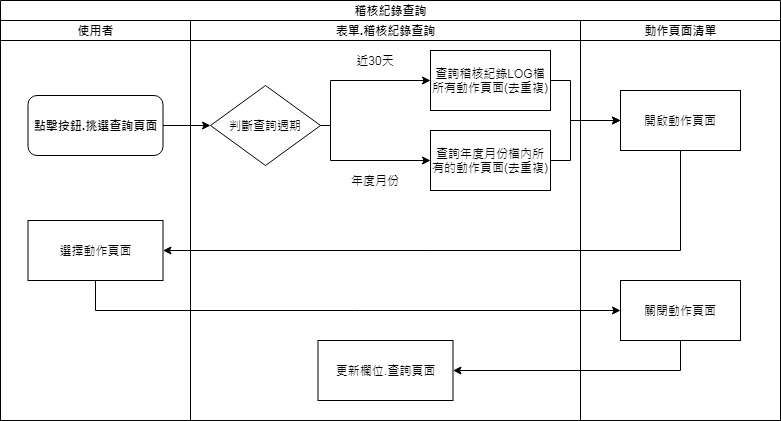 稽核紀錄查詢
使用者
表單.稽核紀錄查詢
動作頁面清單
近30天
查詢稽核紀錄LOG檔
所有動作頁面(去重複)
點擊按鈕.挑選查詢頁面
判斷查詢週期
開啟動作頁面
查詢年度月份檔內所
有的動作頁面(去重複)
年度月份
選擇動作頁面
關閉動作頁面
更新欄位.查詢頁面